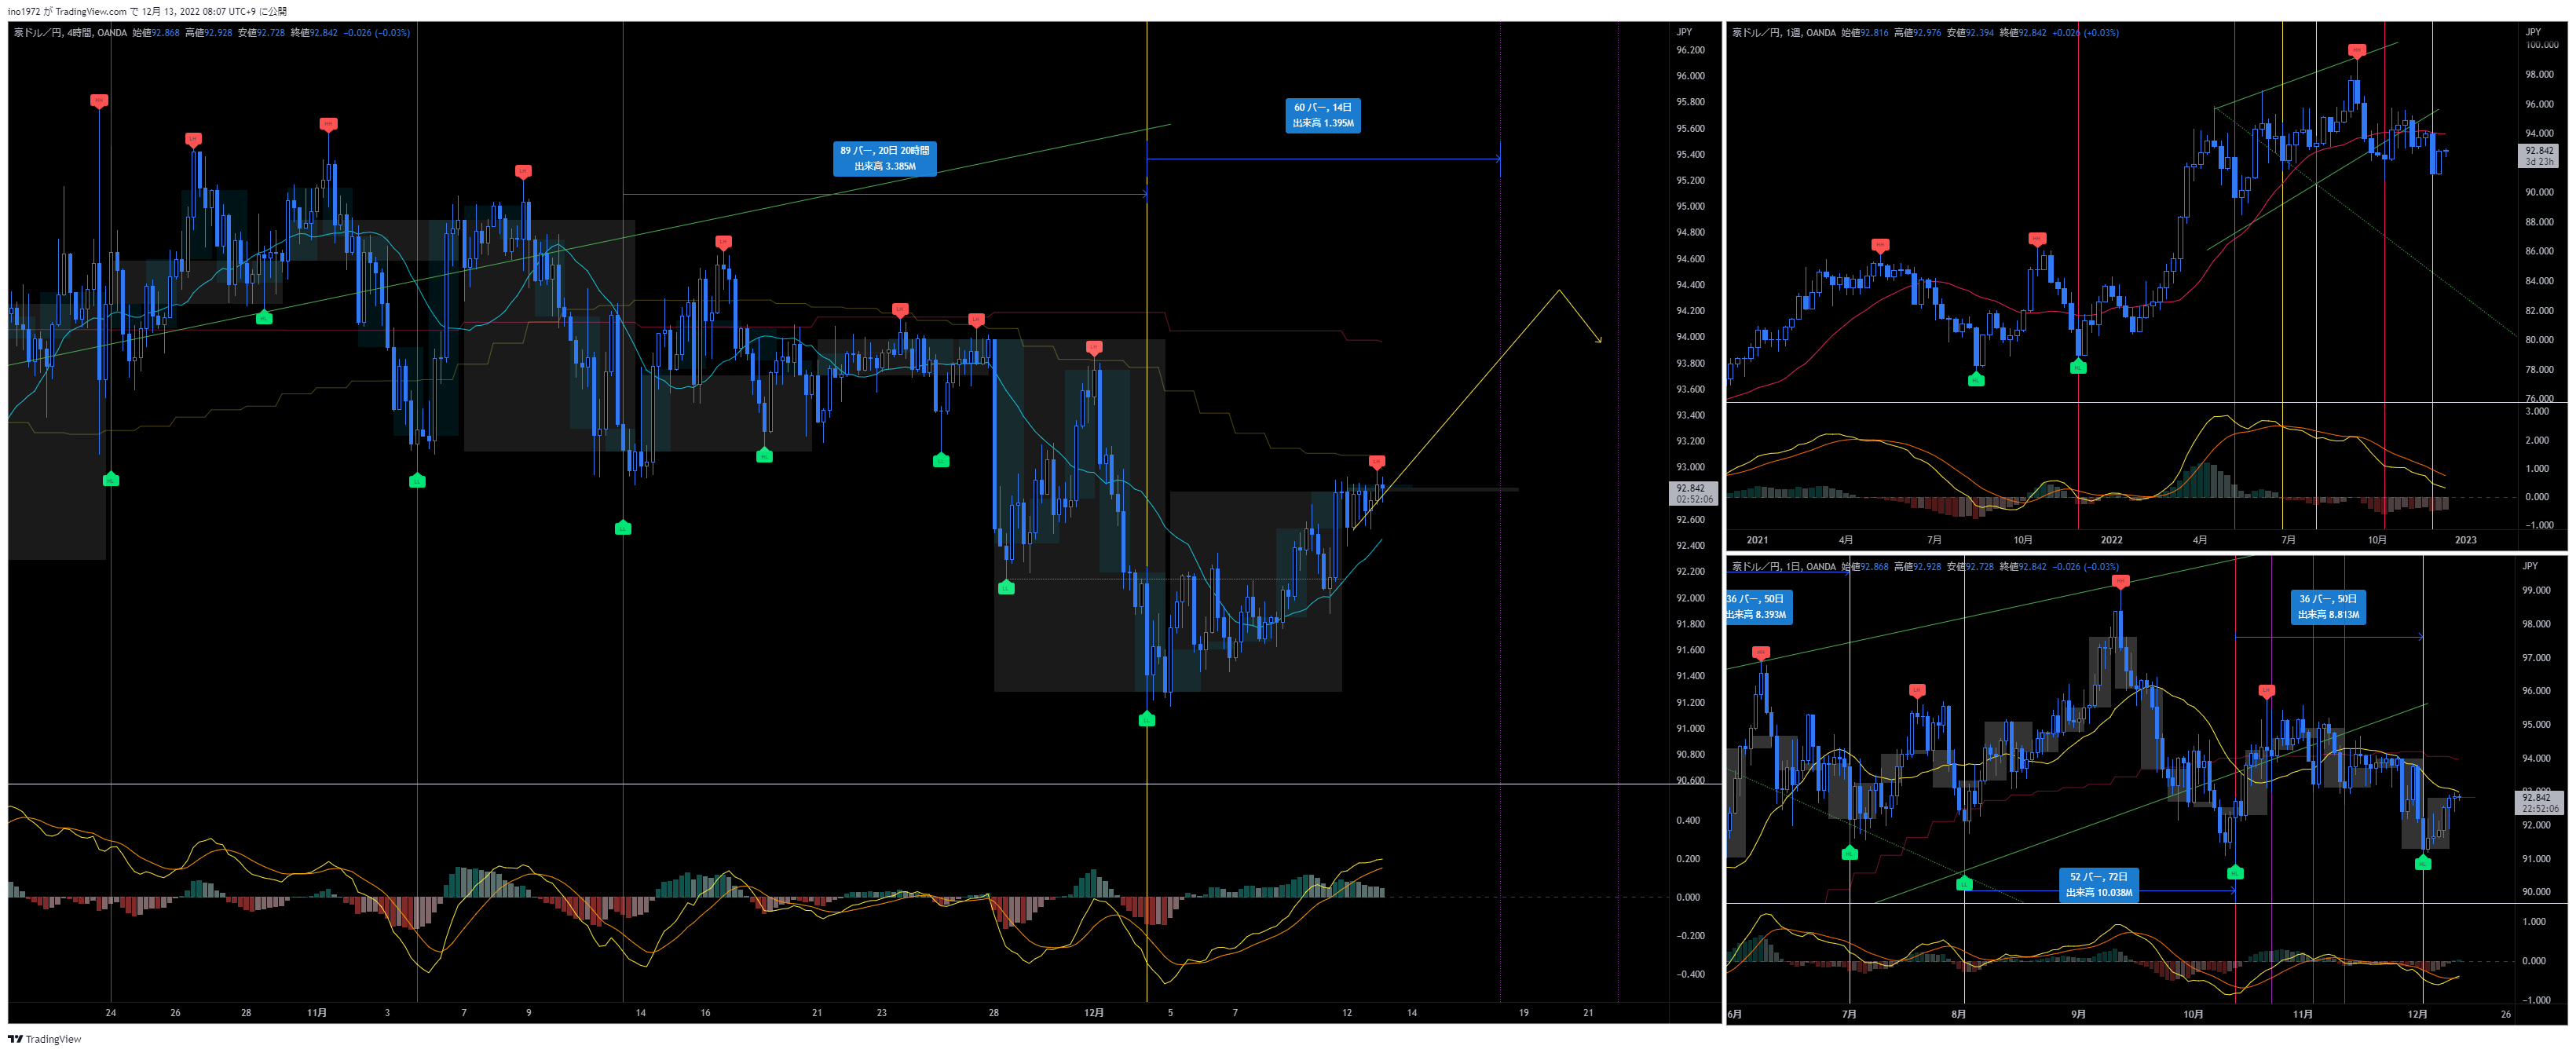 ino1972 が TradingView.com で 12月 13, 2022 08:07 UTC+9 に公開
豪ドル／円, 4時間, OANDA 始値92.868 高値92.928 安値92.728 終値92.842 −0.026 (−0.03%)
JPY
96.200
96.000
95.800
95.600
95.400
95.200
95.000
94.800
94.600
94.400
94.200
94.000
93.800
93.600
93.400
93.200
93.000
92.842
02:52:06
92.600
92.400
92.200
92.000
91.800
91.600
91.400
91.200
91.000
90.800
90.600
0.400
0.200
0.000
−0.200
−0.400
89 バー, 20日 20時間
出来高 3.385M
60 バー, 14日
出来高 1.395M
24
26
28
11月
3
7
9
14
16
21
23
28
12月
5
7
12
14
19
21
豪ドル／円, 1週, OANDA 始値92.816 高値92.976 安値92.394 終値92.842 +0.026 (+0.03%)
JPY
100.000
98.000
96.000
94.000
92.842
3d 23h
90.000
88.000
86.000
84.000
82.000
80.000
78.000
76.000
3.000
2.000
1.000
0.000
−1.000
2021
4月
7月
10月
2022
4月
7月
10月
2023
豪ドル／円, 1日, OANDA 始値92.868 高値92.928 安値92.728 終値92.842 −0.026 (−0.03%)
JPY
36 バー, 50日
出来高 8.393M
36 バー, 50日
出来高 8.813M
52 バー, 72日
出来高 10.038M
99.000
98.000
97.000
96.000
95.000
94.000
93.000
92.842
22:52:06
92.000
91.000
90.000
1.000
0.000
−1.000
6月
7月
8月
9月
10月
11月
12月
26
TradingView